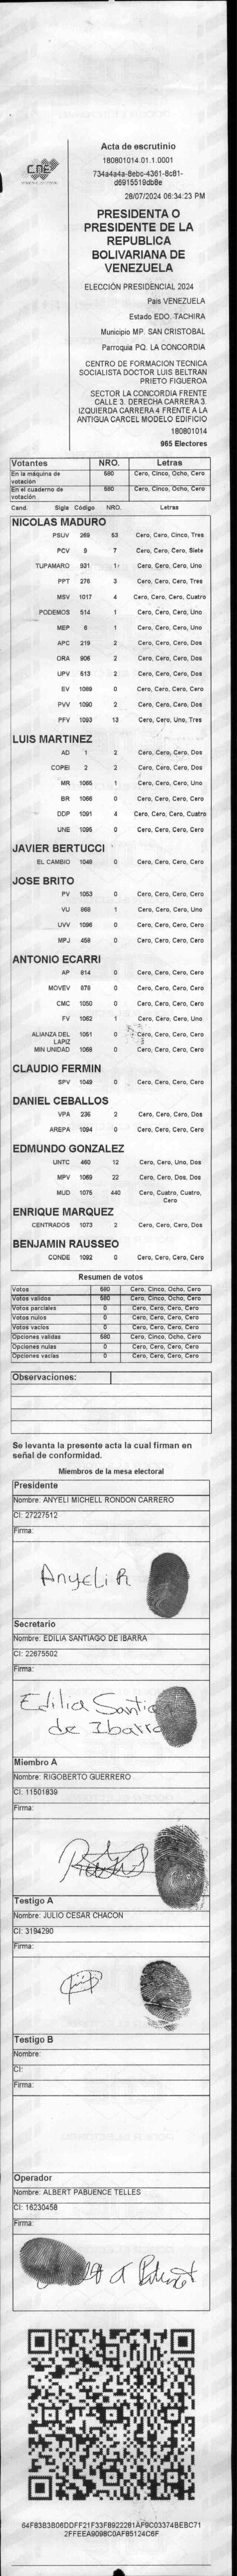 CNE
Acta de escrutinio
180801014.01.1.0001
734a4a4a-8ebc-4361-8c81-
d6915519db8e
28/07/2024 06:34:23 PM
PRESIDENTA O
PRESIDENTE DE LA
REPUBLICA
BOLIVARIANA DE
VENEZUELA
ELECCIÓN PRESIDENCIAL 2024
País VENEZUELA
Estado EDO. TACHIRA
Municipio MP. SAN CRISTOBAL
Parroquia PQ. LA CONCORDIA
CENTRO DE FORMACION TECNICA
SOCIALISTA DOCTOR LUIS BELTRAN
PRIETO FIGUEROA
SECTOR LA CONCORDIA FRENTE
CALLE 3. DERECHA CARRERA 3.
IZQUIERDA CARRERA 4 FRENTE A LA
ANTIGUA CARCEL MODELO EDIFICIO
180801014
965 Electores
Votantes NRO. Letras
En la máquina de votación 580 Cero, Cinco, Ocho, Cero
En el cuaderno de votación 580 Cero, Cinco, Ocho, Cero
Cand. Sigla Código NRO. Letras
NICOLAS MADURO
PSUV 269 53 Cero, Cero, Cinco, Tres
PCV 9 7 Cero, Cero, Cero, Siete
TUPAMARO 931 1 Cero, Cero, Cero, Uno
PPT 276 3 Cero, Cero, Cero, Tres
MSV 1017 4 Cero, Cero, Cero, Cuatro
PODEMOS 514 1 Cero, Cero, Cero, Uno
MEP 6 1 Cero, Cero, Cero, Uno
APC 219 2 Cero, Cero, Cero, Dos
ORA 906 2 Cero, Cero, Cero, Dos
UPV 513 2 Cero, Cero, Cero, Dos
EV 1089 0 Cero, Cero, Cero, Cero
PVV 1090 2 Cero, Cero, Cero, Dos
PFV 1093 13 Cero, Cero, Uno, Tres
LUIS MARTINEZ
AD 1 2 Cero, Cero, Cero, Dos
COPEI 2 2 Cero, Cero, Cero, Dos
MR 1065 1 Cero, Cero, Cero, Uno
BR 1066 0 Cero, Cero, Cero, Cero
DDP 1091 4 Cero, Cero, Cero, Cuatro
UNE 1095 0 Cero, Cero, Cero, Cero
JAVIER BERTUCCI
EL CAMBIO 1048 0 Cero, Cero, Cero, Cero
JOSE BRITO
PV 1053 0 Cero, Cero, Cero, Cero
VU 868 1 Cero, Cero, Cero, Uno
UVV 1096 0 Cero, Cero, Cero, Cero
MPJ 458 0 Cero, Cero, Cero, Cero
ANTONIO ECARRI
AP 814 0 Cero, Cero, Cero, Cero
MOVEV 878 0 Cero, Cero, Cero, Cero
CMC 1050 0 Cero, Cero, Cero, Cero
FV 1062 1 Cero, Cero, Cero, Uno
ALIANZA DEL LAPIZ 1051 0 Cero, Cero, Cero, Cero
MIN UNIDAD 1068 0 Cero, Cero, Cero, Cero
CLAUDIO FERMIN
SPV 1049 0 Cero, Cero, Cero, Cero
DANIEL CEBALLOS
VPA 236 2 Cero, Cero, Cero, Dos
AREPA 1094 0 Cero, Cero, Cero, Cero
EDMUNDO GONZALEZ
UNTC 460 12 Cero, Cero, Uno, Dos
MPV 1069 22 Cero, Cero, Dos, Dos
MUD 1075 440 Cero, Cuatro, Cuatro,
Cero
ENRIQUE MARQUEZ
CENTRADOS 1073 2 Cero, Cero, Cero, Dos
BENJAMIN RAUSSEO
CONDE 1092 0 Cero, Cero, Cero, Cero
Resumen de votos
Votos 580 Cero, Cinco, Ocho, Cero
Votos validos 580 Cero, Cinco, Ocho, Cero
Votos parciales 0 Cero, Cero, Cero, Cero
Votos nulos 0 Cero, Cero, Cero, Cero
Votos vacios 0 Cero, Cero, Cero, Cero
Opciones validas 580 Cero, Cinco, Ocho, Cero
Opciones nulas 0 Cero, Cero, Cero, Cero
Opciones vacias 0 Cero, Cero, Cero, Cero
Observaciones:
Se levanta la presente acta la cual firman en
señal de conformidad.
Miembros de la mesa electoral
Presidente
Nombre: ANYELI MICHELL RONDON CARRERO
CI: 27227512
Firma:
Anyeli R
Secretario
Nombre: EDILIA SANTIAGO DE IBARRA
CI: 22675502
Firma:
Edilia Santia
de Ibarra
Miembro A
Nombre: RIGOBERTO GUERRERO
CI: 11501839
Firma:
Testigo A
Nombre: JULIO CESAR CHACON
CI: 3194290
Firma:
Testigo B
Nombre:
CI:
Firma:
Operador
Nombre: ALBERT PABUENCE TELLES
CI: 16230458
Firma:
64F83B3B06DDFF21F33F8922281AF9C03374BEBC71
2FFEEA9098C0AF85124C6F